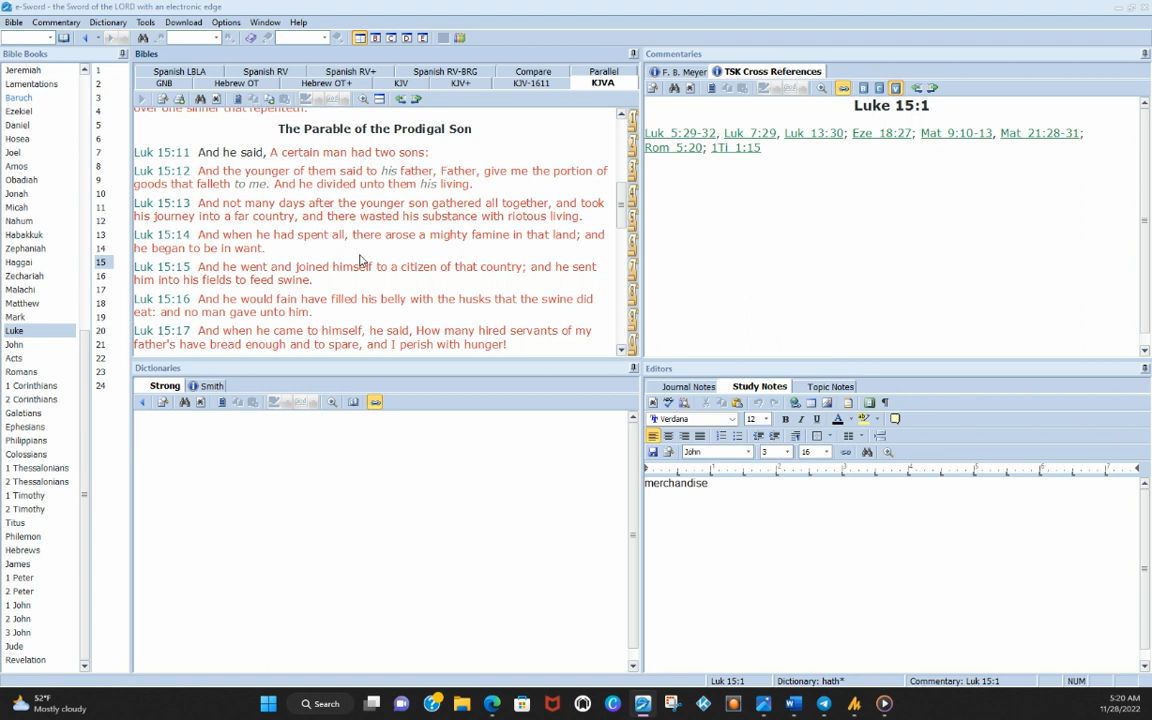 e-Sword - the Sword of the LORD with an electronic edge
Bible Commentary Dictionary Tools Download Options Window Help
Bible Books
Jeremiah
Lamentations
Baruch
Ezekiel
Daniel
Hosea
Joel
Amos
Obadiah
Jonah
Micah
Nahum
Habakkuk
Zephaniah
Haggai
Zechariah
Malachi
Matthew
Mark
Luke
John
Acts
Romans
1 Corinthians
2 Corinthians
Galatians
Ephesians
Philippians
Colossians
1 Thessalonians
2 Thessalonians
1 Timothy
2 Timothy
Titus
Philemon
Hebrews
James
1 Peter
2 Peter
1 John
2 John
3 John
Jude
Revelation
1
2
3
4
5
6
7
8
9
10
11
12
13
14
15
16
17
18
19
20
21
22
23
24
Bibles
Spanish LBLA Spanish RV Spanish RV+ Spanish RV-BRG Compare Parallel
GNB Hebrew OT Hebrew OT+ KJV KJV+ KJV-1611 KJVA
over one sinner that repenteth.
The Parable of the Prodigal Son
Luk 15:11 And he said, A certain man had two sons:
Luk 15:12 And the younger of them said to his father, Father, give me the portion of
goods that falleth to me. And he divided unto them his living.
Luk 15:13 And not many days after the younger son gathered all together, and took
his journey into a far country, and there wasted his substance with riotous living.
Luk 15:14 And when he had spent all, there arose a mighty famine in that land; and
he began to be in want.
Luk 15:15 And he went and joined himself to a citizen of that country; and he sent
him into his fields to feed swine.
Luk 15:16 And he would fain have filled his belly with the husks that the swine did
eat: and no man gave unto him.
Luk 15:17 And when he came to himself, he said, How many hired servants of my
father's have bread enough and to spare, and I perish with hunger!
Commentaries
F. B. Meyer TSK Cross References
Luke 15:1
Luk 5:29-32, Luk 7:29, Luk 13:30; Eze 18:27; Mat 9:10-13, Mat 21:28-31;
Rom 5:20; 1Ti 1:15
Dictionaries
Strong Smith
Editors
Journal Notes Study Notes Topic Notes
Verdana 12 B I U A
John 3 16
1 2 3 4 5 6 7
merchandise
Luk 15:1 Dictionary: hath* Commentary: Luk 15:1 NUM
52°F
Mostly cloudy
Search
5:20 AM
11/28/2022